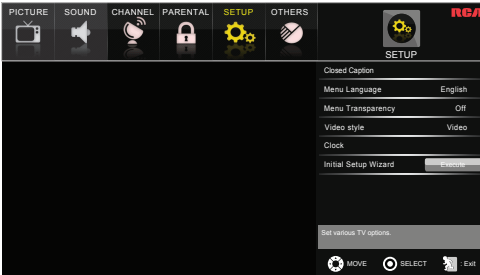 PICTURE SOUND CHANNEL PARENTAL SETUP OTHERS
RCA
SETUP
Closed Caption
Menu Language English
Menu Transparency Off
Video style Video
Clock
Initial Setup Wizard Execute
Set various TV options.
MOVE SELECT : Exit